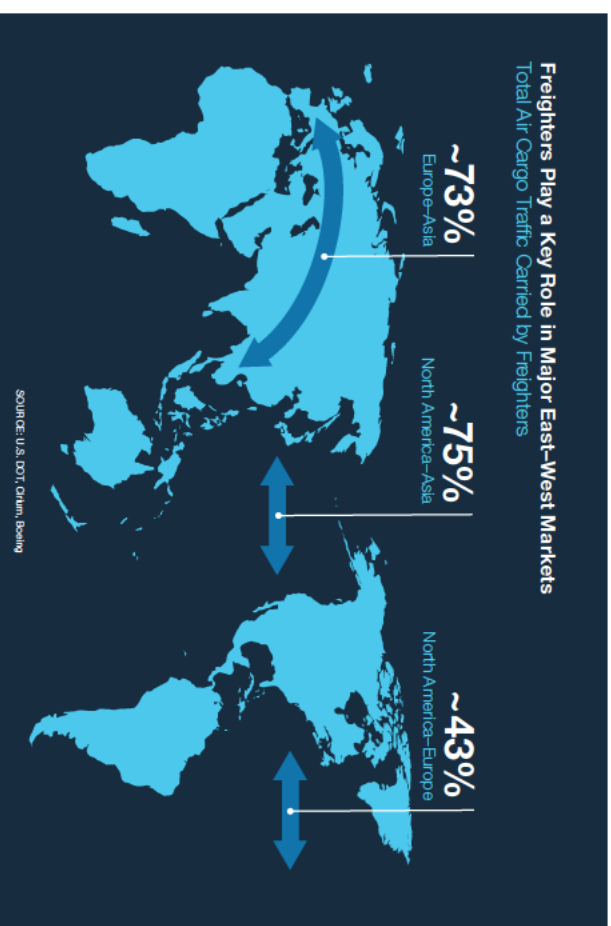 Freighters Play a Key Role in Major East–West Markets
Total Air Cargo Traffic Carried by Freighters
~73%
Europe–Asia
~75%
North America–Asia
~43%
North America–Europe
SOURCE: U.S. DOT, Cirium, Boeing